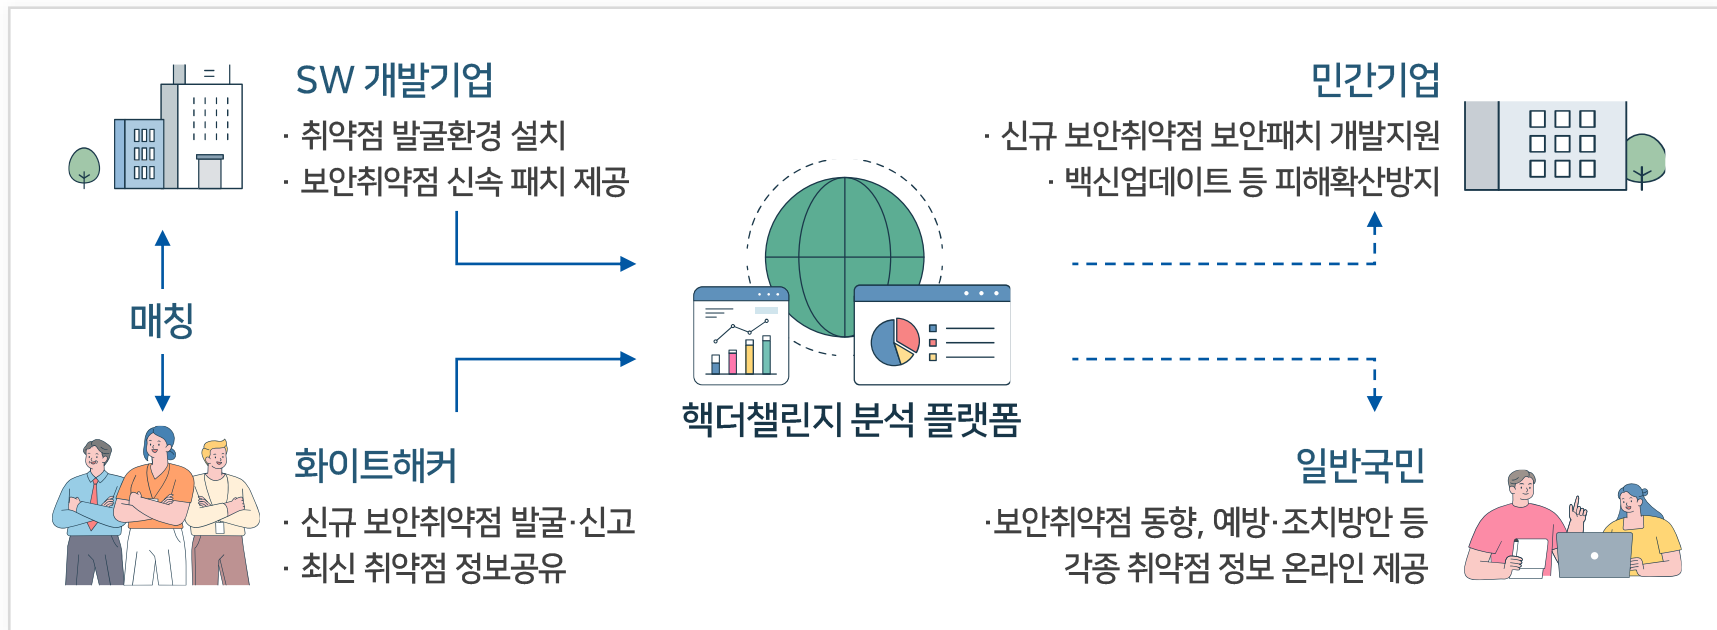 SW 개발기업
· 취약점 발굴환경 설치
· 보안취약점 신속 패치 제공
매칭
화이트해커
· 신규 보안취약점 발굴·신고
· 최신 취약점 정보공유
핵더챌린지 분석 플랫폼
민간기업
· 신규 보안취약점 보안패치 개발지원
· 백신업데이트 등 피해확산방지
일반국민
·보안취약점 동향, 예방·조치방안 등
각종 취약점 정보 온라인 제공